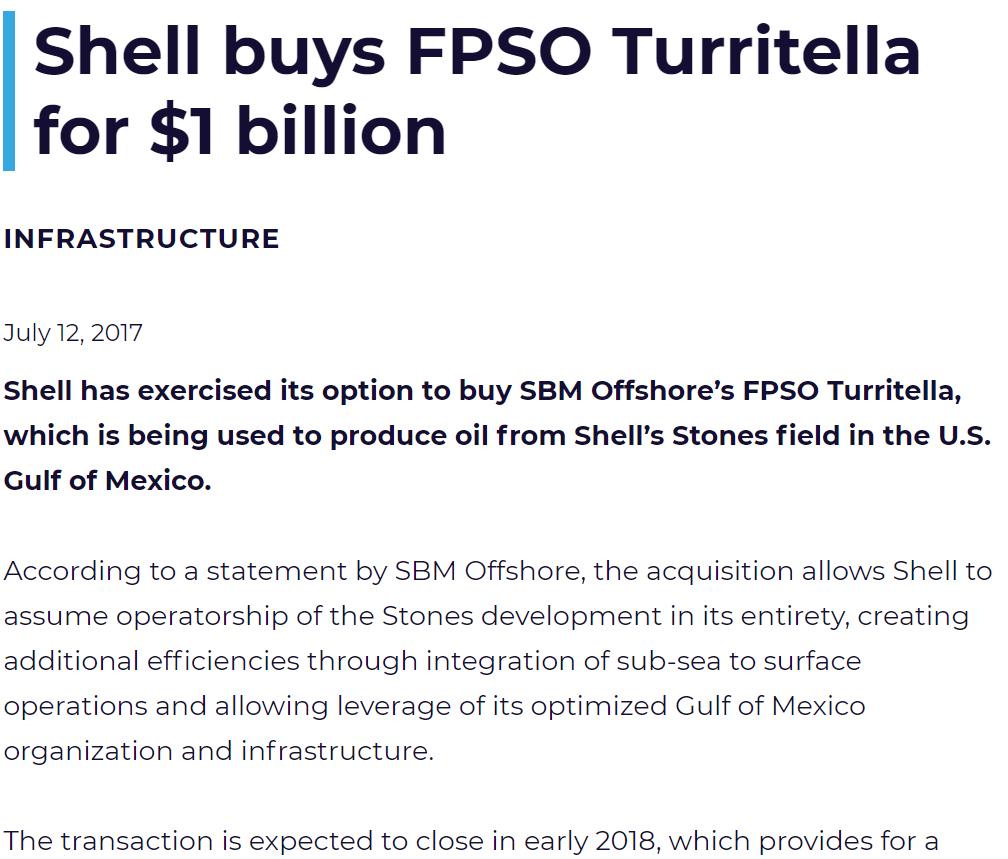 Shell buys FPSO Turritella
for $1 billion
INFRASTRUCTURE
July 12, 2017
Shell has exercised its option to buy SBM Offshore’s FPSO Turritella,
which is being used to produce oil from Shell’s Stones field in the U.S.
Gulf of Mexico.
According to a statement by SBM Offshore, the acquisition allows Shell to
assume operatorship of the Stones development in its entirety, creating
additional efficiencies through integration of sub-sea to surface
operations and allowing leverage of its optimized Gulf of Mexico
organization and infrastructure.
The transaction is expected to close in early 2018, which provides for a